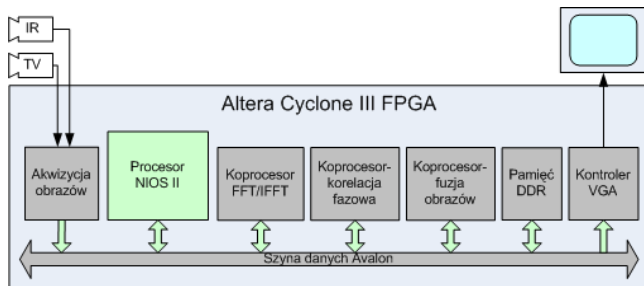 IR
TV
Altera Cyclone III FPGA
Akwizycja
obrazów
Procesor
NIOS II
Koprocesor
FFT/IFFT
Koprocesor-
korelacja
fazowa
Koprocesor-
fuzja
obrazów
Pamięć
DDR
Kontroler
VGA
Szyna danych Avalon